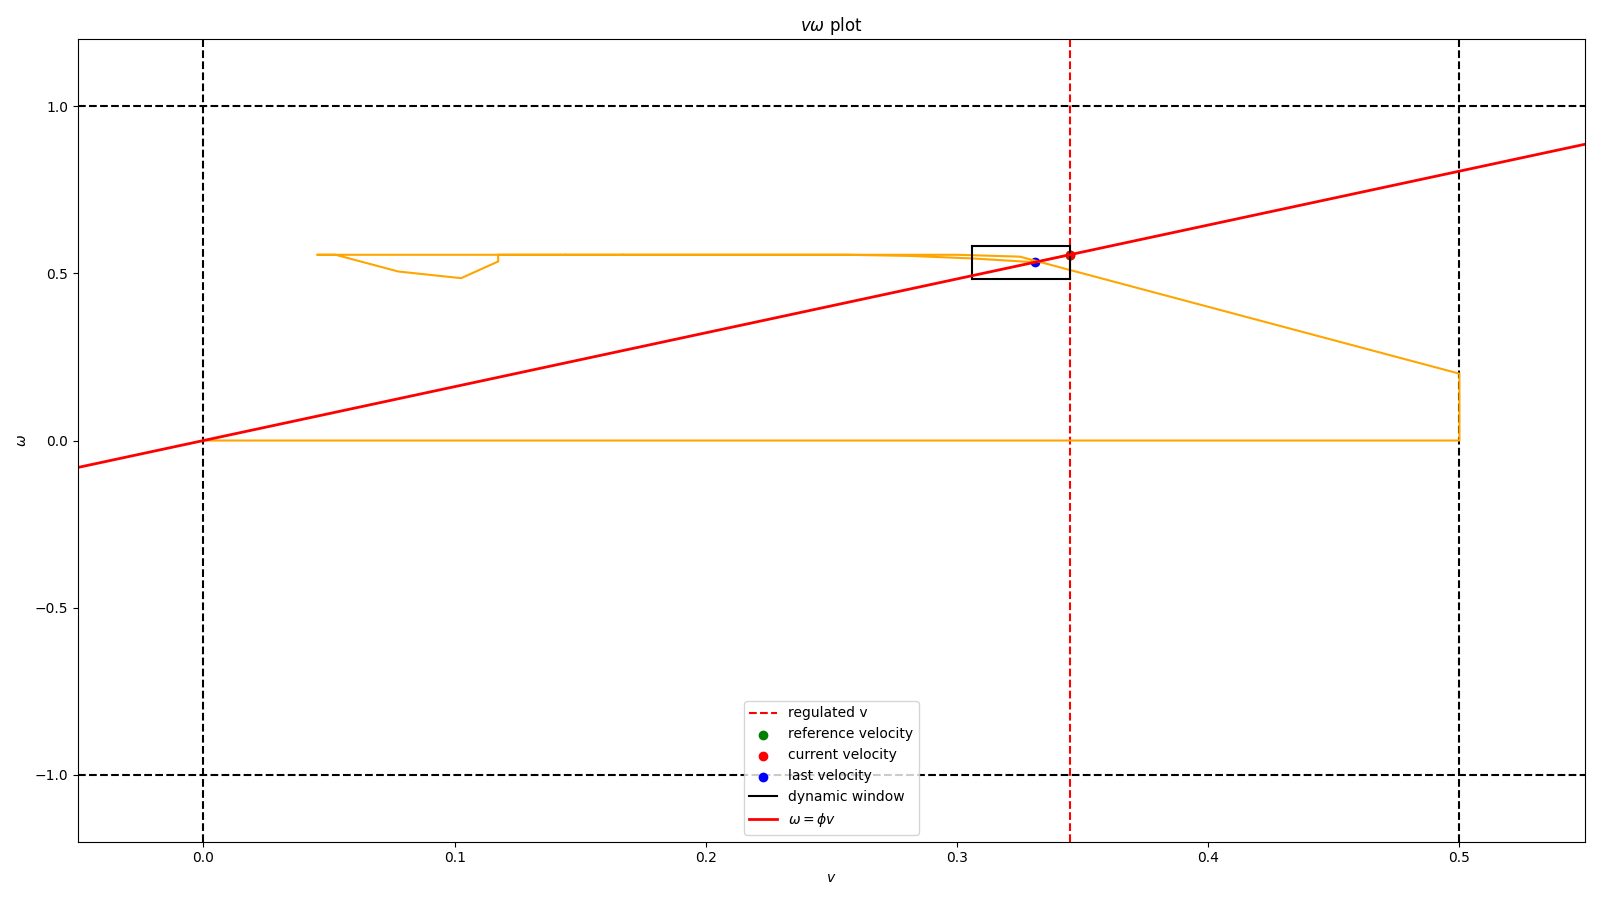 vω plot
1.0
0.5
0.0
−0.5
−1.0
ω
0.0 0.1 0.2 0.3 0.4 0.5
v
regulated v
reference velocity
current velocity
last velocity
dynamic window
ω = ϕv